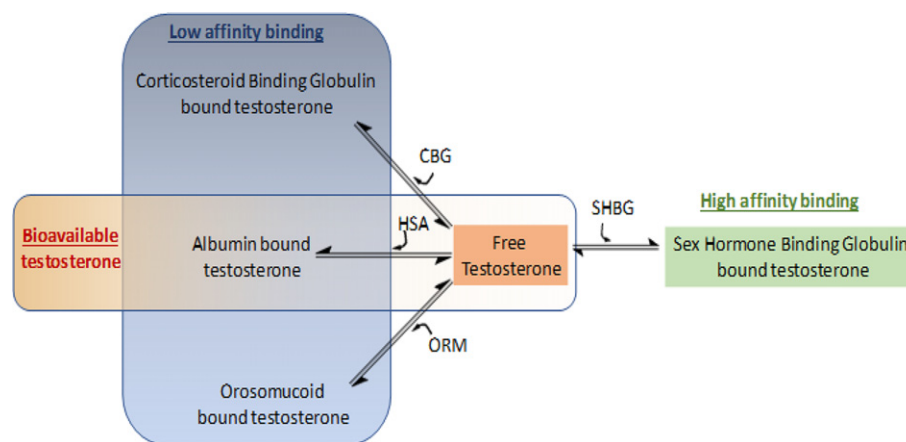 Low affinity binding
Corticosteroid Binding Globulin
bound testosterone
CBG
Bioavailable
testosterone
Albumin bound
testosterone
HSA
Free
Testosterone
SHBG
High affinity binding
Sex Hormone Binding Globulin
bound testosterone
ORM
Orosomucoid
bound testosterone